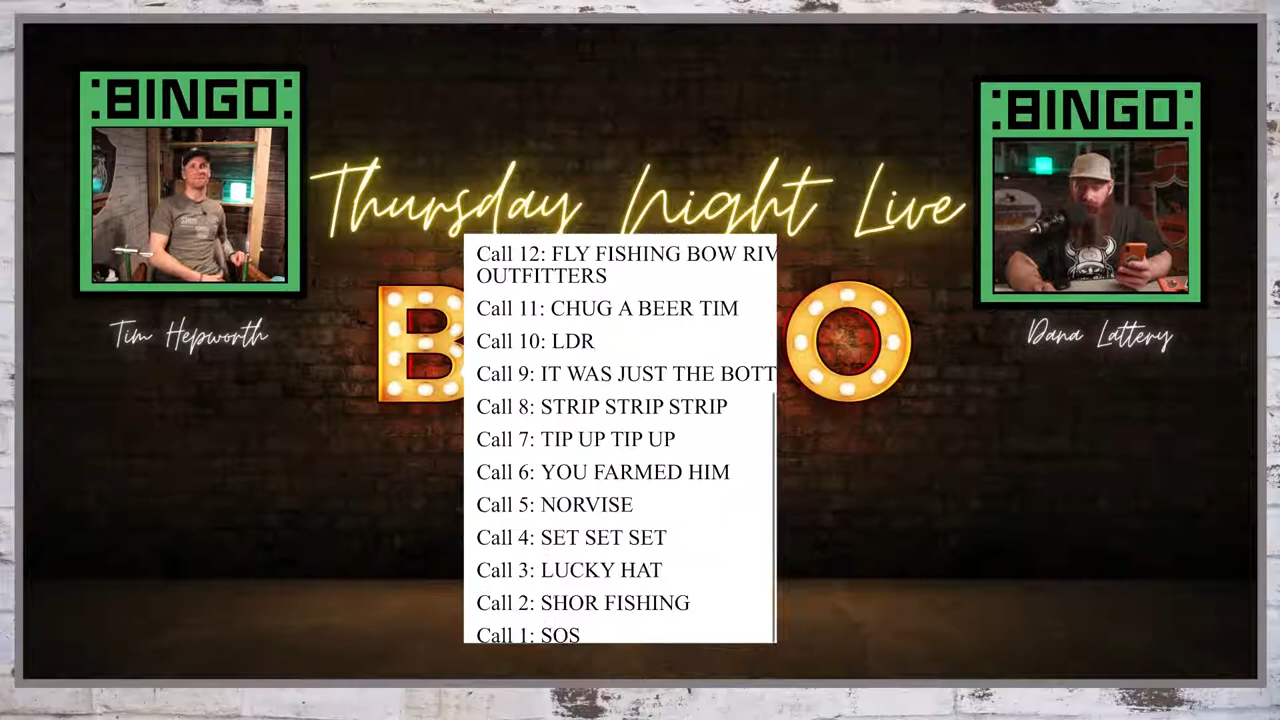 :BINGO:
:BINGO:
Thursday Night Live
Tim Hepworth
Dana Lattery
B O
Call 12: FLY FISHING BOW RIV
OUTFITTERS
Call 11: CHUG A BEER TIM
Call 10: LDR
Call 9: IT WAS JUST THE BOTT
Call 8: STRIP STRIP STRIP
Call 7: TIP UP TIP UP
Call 6: YOU FARMED HIM
Call 5: NORVISE
Call 4: SET SET SET
Call 3: LUCKY HAT
Call 2: SHOR FISHING
Call 1: SOS